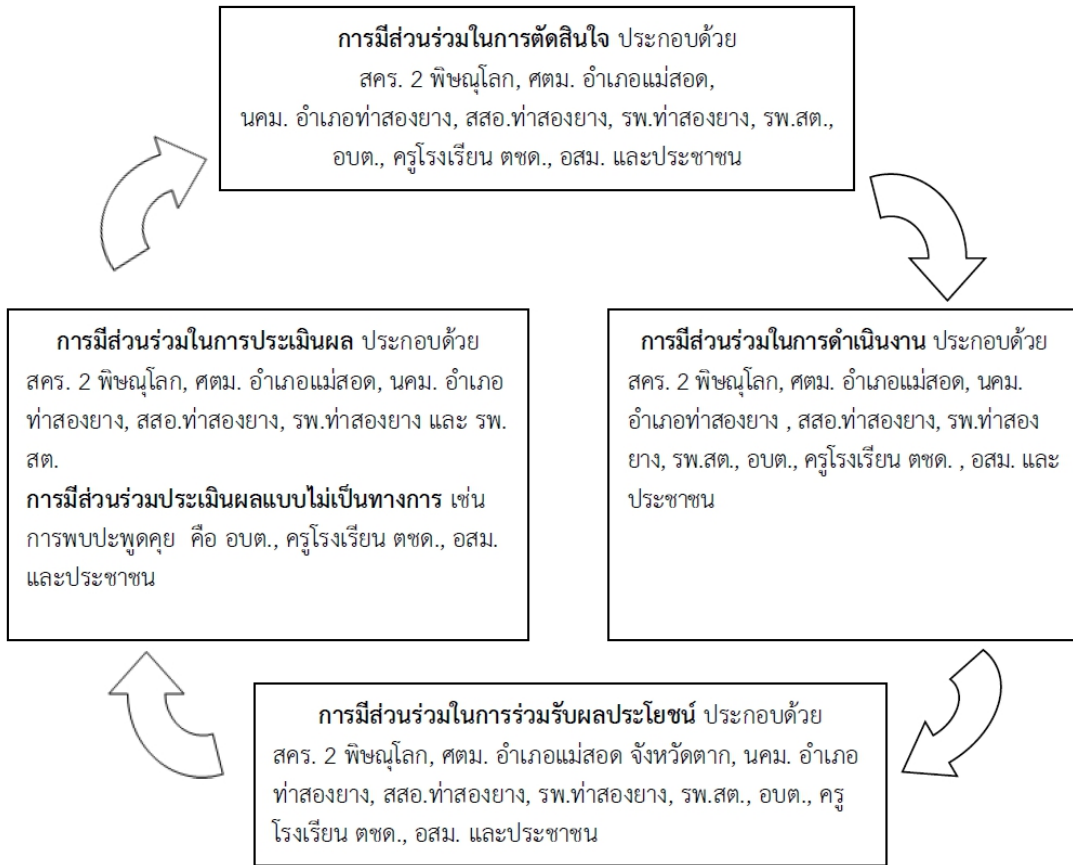 การมีส่วนร่วมในการตัดสินใจ ประกอบด้วย
สคร. 2 พิษณุโลก, ศตม. อำเภอแม่สอด,
นคม. อำเภอท่าสองยาง, สสอ.ท่าสองยาง, รพ.ท่าสองยาง, รพ.สต.,
อบต., ครูโรงเรียน ตชด., อสม. และประชาชน
การมีส่วนร่วมในการประเมินผล ประกอบด้วย
สคร. 2 พิษณุโลก, ศตม. อำเภอแม่สอด, นคม. อำเภอ
ท่าสองยาง, สสอ.ท่าสองยาง, รพ.ท่าสองยาง และ รพ.
สต.
การมีส่วนร่วมประเมินผลแบบไม่เป็นทางการ เช่น
การพบปะพูดคุย คือ อบต., ครูโรงเรียน ตชด., อสม.
และประชาชน
การมีส่วนร่วมในการดำเนินงาน ประกอบด้วย
สคร. 2 พิษณุโลก, ศตม. อำเภอแม่สอด, นคม.
อำเภอท่าสองยาง , สสอ.ท่าสองยาง, รพ.ท่าสอง
ยาง, รพ.สต., อบต., ครูโรงเรียน ตชด. , อสม. และ
ประชาชน
การมีส่วนร่วมในการร่วมรับผลประโยชน์ ประกอบด้วย
สคร. 2 พิษณุโลก, ศตม. อำเภอแม่สอด จังหวัดตาก, นคม. อำเภอ
ท่าสองยาง, สสอ.ท่าสองยาง, รพ.ท่าสองยาง, รพ.สต., อบต., ครู
โรงเรียน ตชด., อสม. และประชาชน